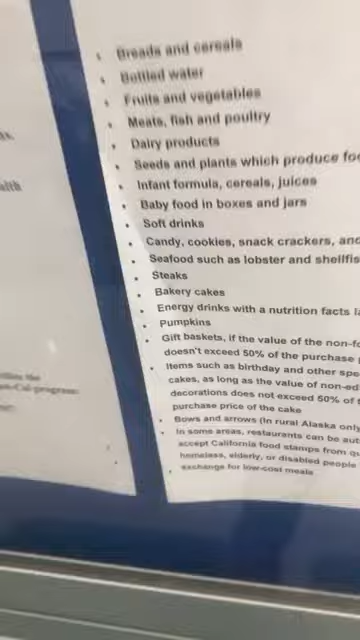 Breads and cereals
Bottled water
Fruits and vegetables
Meats, fish and poultry
Dairy products
Seeds and plants which produce foo
Infant formula, cereals, juices
Baby food in boxes and jars
Soft drinks
Candy, cookies, snack crackers, and
Seafood such as lobster and shellfis
Steaks
Bakery cakes
Energy drinks with a nutrition facts la
Pumpkins
Gift baskets, if the value of the non-fo
doesn't exceed 50% of the purchase p
Items such as birthday and other spe
cakes, as long as the value of non-ed
decorations does not exceed 50% of t
purchase price of the cake
Bows and arrows (In rural Alaska only
In some areas, restaurants can be aut
accept California food stamps from qu
homeless, elderly, or disabled people
exchange for low-cost meals